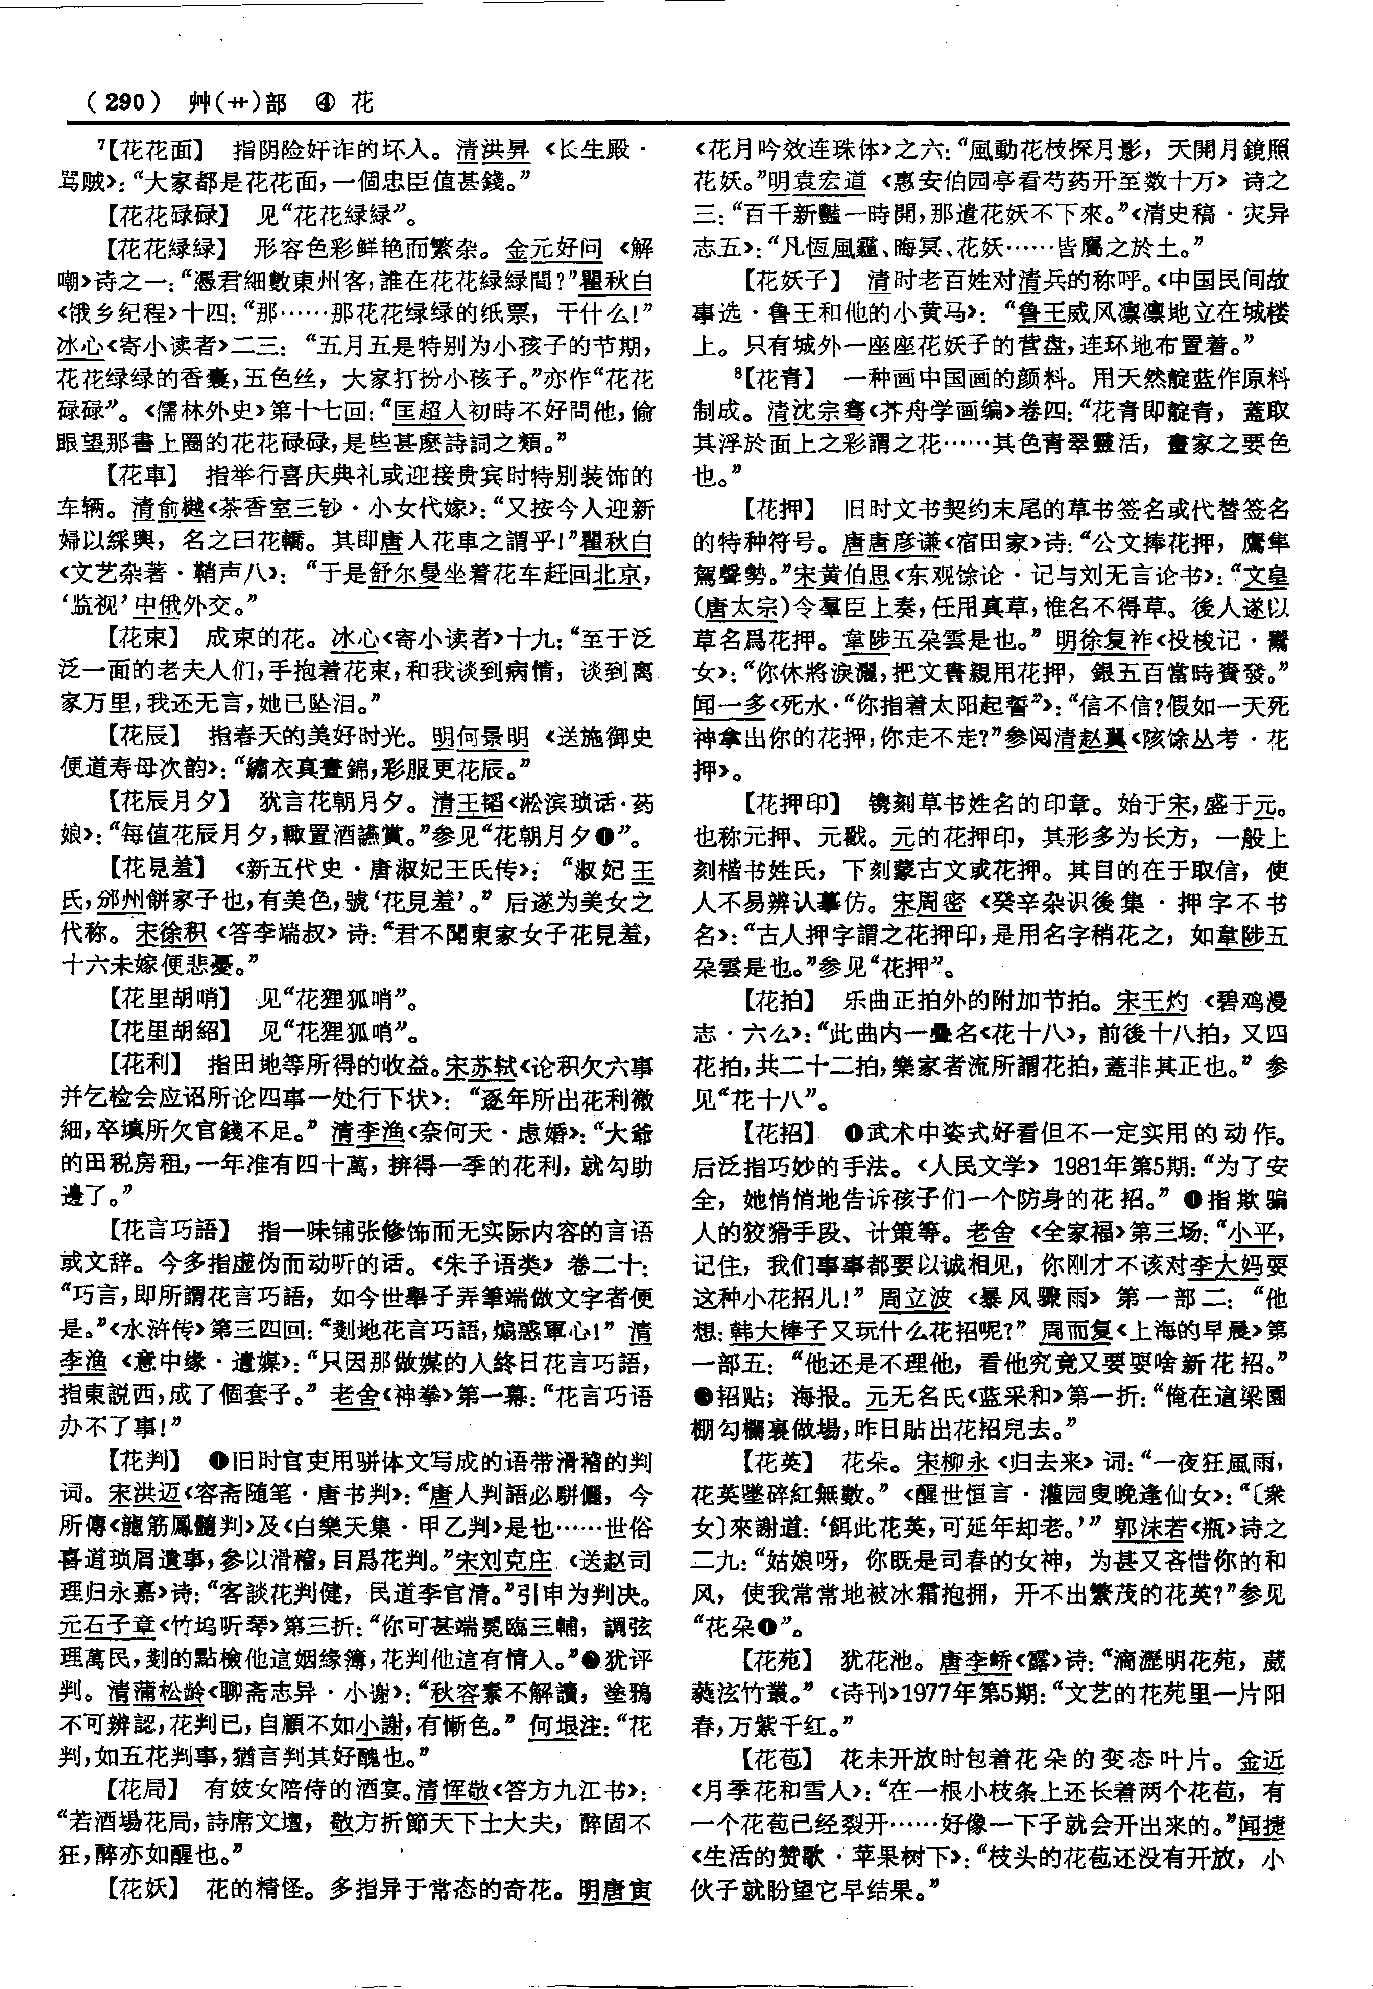 （290） 艸(艹)部 ④ 花
⁷【花花面】 指阴险奸诈的坏人。清洪昇《长生殿·
骂贼》：“大家都是花花面，一個忠臣值甚錢。”
【花花碌碌】 见“花花緑緑”。
【花花緑緑】 形容色彩鲜艳而繁杂。金元好问《解
嘲》诗之一：“憑君細數東州客，誰在花花緑緑間？”瞿秋白
《俄乡纪程》十四：“那……那花花绿绿的纸票，干什么！”
冰心《寄小读者》二三：“五月五是特别为小孩子的节期，
花花绿绿的香囊，五色丝，大家打扮小孩子。”亦作“花花
碌碌”。《儒林外史》第十七回：“匡超人初時不好問他，偷
眼望那書上圈的花花碌碌，是些甚麽詩詞之類。”
【花車】 指举行喜庆典礼或迎接贵宾时特别装饰的
车辆。清俞樾《茶香室三钞·小女代嫁》：“又按今人迎新
婦以綵輿，名之曰花轎。其即唐人花車之謂乎！”瞿秋白
《文艺杂著·鞘声八》：“于是舒尔曼坐着花车赶回北京，
‘监视’中俄外交。”
【花束】 成束的花。冰心《寄小读者》十九：“至于泛
泛一面的老夫人们，手抱着花束，和我谈到病情，谈到离
家万里，我还无言，她已坠泪。”
【花辰】 指春天的美好时光。明何景明《送施御史
便道寿母次韵》：“繡衣真晝錦，彩服更花辰。”
【花辰月夕】 犹言花朝月夕。清王韬《淞滨琐话·药
娘》：“每值花辰月夕，輒置酒讌賞。”参见“花朝月夕❶”。
【花見羞】 《新五代史·唐淑妃王氏传》：“淑妃王
氏，邠州餅家子也，有美色，號‘花見羞’。”后遂为美女之
代称。宋徐积《答李端叔》诗：“君不聞東家女子花見羞，
十六未嫁便悲憂。”
【花里胡哨】 见“花狸狐哨”。
【花里胡紹】 见“花狸狐哨”。
【花利】 指田地等所得的收益。宋苏轼《论积欠六事
并乞检会应诏所论四事一处行下状》：“逐年所出花利微
細，卒填所欠官錢不足。”清李渔《奈何天·虑婚》：“大爺
的田税房租，一年准有四十萬，拚得一季的花利，就勾助
邊了。”
【花言巧語】 指一味铺张修饰而无实际内容的言语
或文辞。今多指虚伪而动听的话。《朱子语类》卷二十：
“巧言，即所謂花言巧語，如今世舉子弄筆端做文字者便
是。”《水浒传》第三四回：“剗地花言巧語，煽惑軍心！”清
李渔《意中缘·遣媒》：“只因那做媒的人終日花言巧語，
指東説西，成了個套子。”老舍《神拳》第一幕：“花言巧语
办不了事！”
【花判】 ❶旧时官吏用骈体文写成的语带滑稽的判
词。宋洪迈《容斋随笔·唐书判》：“唐人判語必駢儷，今
所傳《龍筋鳳髓判》及《白樂天集·甲乙判》是也……世俗
喜道瑣屑遺事，參以滑稽，目爲花判。”宋刘克庄《送赵司
理归永嘉》诗：“客談花判健，民道李官清。”引申为判决。
元石子章《竹坞听琴》第三折：“你可甚端冕臨三輔，調弦
理萬民，剗的點檢他這姻缘簿，花判他這有情人。”❷犹评
判。清蒲松龄《聊斋志异·小谢》：“秋容素不解讀，塗鴉
不可辨認，花判已，自顧不如小謝，有慚色。”何垠注：“花
判，如五花判事，猶言判其好醜也。”
【花局】 有妓女陪侍的酒宴。清恽敬《答方九江书》：
“若酒場花局，詩席文壇，敬方折節天下士大夫，醉固不
狂，醉亦如醒也。”
【花妖】 花的精怪。多指异于常态的奇花。明唐寅
《花月吟效连珠体》之六：“風動花枝探月影，天開月鏡照
花妖。”明袁宏道《惠安伯园亭看芍药开至数十万》诗之
三：“百千新豔一時開，那遣花妖不下來。”《清史稿·灾异
志五》：“凡恆風霾、晦冥、花妖……皆屬之於土。”
【花妖子】 清时老百姓对清兵的称呼。《中国民间故
事选·鲁王和他的小黄马》：“鲁王威风凛凛地立在城楼
上。只有城外一座座花妖子的营盘，连环地布置着。”
⁸【花青】 一种画中国画的颜料。用天然靛蓝作原料
制成。清沈宗骞《芥舟学画编》卷四：“花青即靛青，蓋取
其浮於面上之彩謂之花……其色青翠靈活，畫家之要色
也。”
【花押】 旧时文书契约末尾的草书签名或代替签名
的特种符号。唐唐彦谦《宿田家》诗：“公文捧花押，鷹隼
駕聲勢。”宋黄伯思《东观馀论·记与刘无言论书》：“文皇
(唐太宗)令羣臣上奏，任用真草，惟名不得草。後人遂以
草名爲花押。韋陟五朵雲是也。”明徐复祚《投梭记·鬻
女》：“你休將淚灑，把文書親用花押，銀五百當時賫發。”
闻一多《死水·“你指着太阳起誓”》：“信不信？假如一天死
神拿出你的花押，你走不走？”参阅清赵翼《陔馀丛考·花
押》。
【花押印】 镌刻草书姓名的印章。始于宋，盛于元。
也称元押、元戳。元的花押印，其形多为长方，一般上
刻楷书姓氏，下刻蒙古文或花押。其目的在于取信，使
人不易辨认摹仿。宋周密《癸辛杂识後集·押字不书
名》：“古人押字謂之花押印，是用名字稍花之，如韋陟五
朵雲是也。”参见“花押”。
【花拍】 乐曲正拍外的附加节拍。宋王灼《碧鸡漫
志·六么》：“此曲内一疊名《花十八》，前後十八拍，又四
花拍，共二十二拍，樂家者流所謂花拍，蓋非其正也。”参
见“花十八”。
【花招】 ❶武术中姿式好看但不一定实用的动作。
后泛指巧妙的手法。《人民文学》1981年第5期：“为了安
全，她悄悄地告诉孩子们一个防身的花招。”❷指欺骗
人的狡猾手段、计策等。老舍《全家福》第三场：“小平，
记住，我们事事都要以诚相见，你刚才不该对李大妈耍
这种小花招儿！”周立波《暴风骤雨》第一部二：“他
想：韩大棒子又玩什么花招呢？”周而复《上海的早晨》第
一部五：“他还是不理他，看他究竟又要耍啥新花招。”
❸招贴；海报。元无名氏《蓝采和》第一折：“俺在這梁園
棚勾欄裏做場，昨日貼出花招兒去。”
【花英】 花朵。宋柳永《归去来》词：“一夜狂風雨，
花英墜碎紅無數。”《醒世恒言·灌园叟晚逢仙女》：“〔衆
女〕來謝道：‘餌此花英，可延年却老。’”郭沫若《瓶》诗之
二九：“姑娘呀，你既是司春的女神，为甚又吝惜你的和
风，使我常常地被冰霜抱拥，开不出繁茂的花英？”参见
“花朵❶”。
【花苑】 犹花池。唐李峤《露》诗：“滴瀝明花苑，葳
蕤泫竹叢。”《诗刊》1977年第5期：“文艺的花苑里一片阳
春，万紫千红。”
【花苞】 花未开放时包着花朵的变态叶片。金近
《月季花和雪人》：“在一根小枝条上还长着两个花苞，有
一个花苞已经裂开……好像一下子就会开出来的。”闻捷
《生活的赞歌·苹果树下》：“枝头的花苞还没有开放，小
伙子就盼望它早结果。”